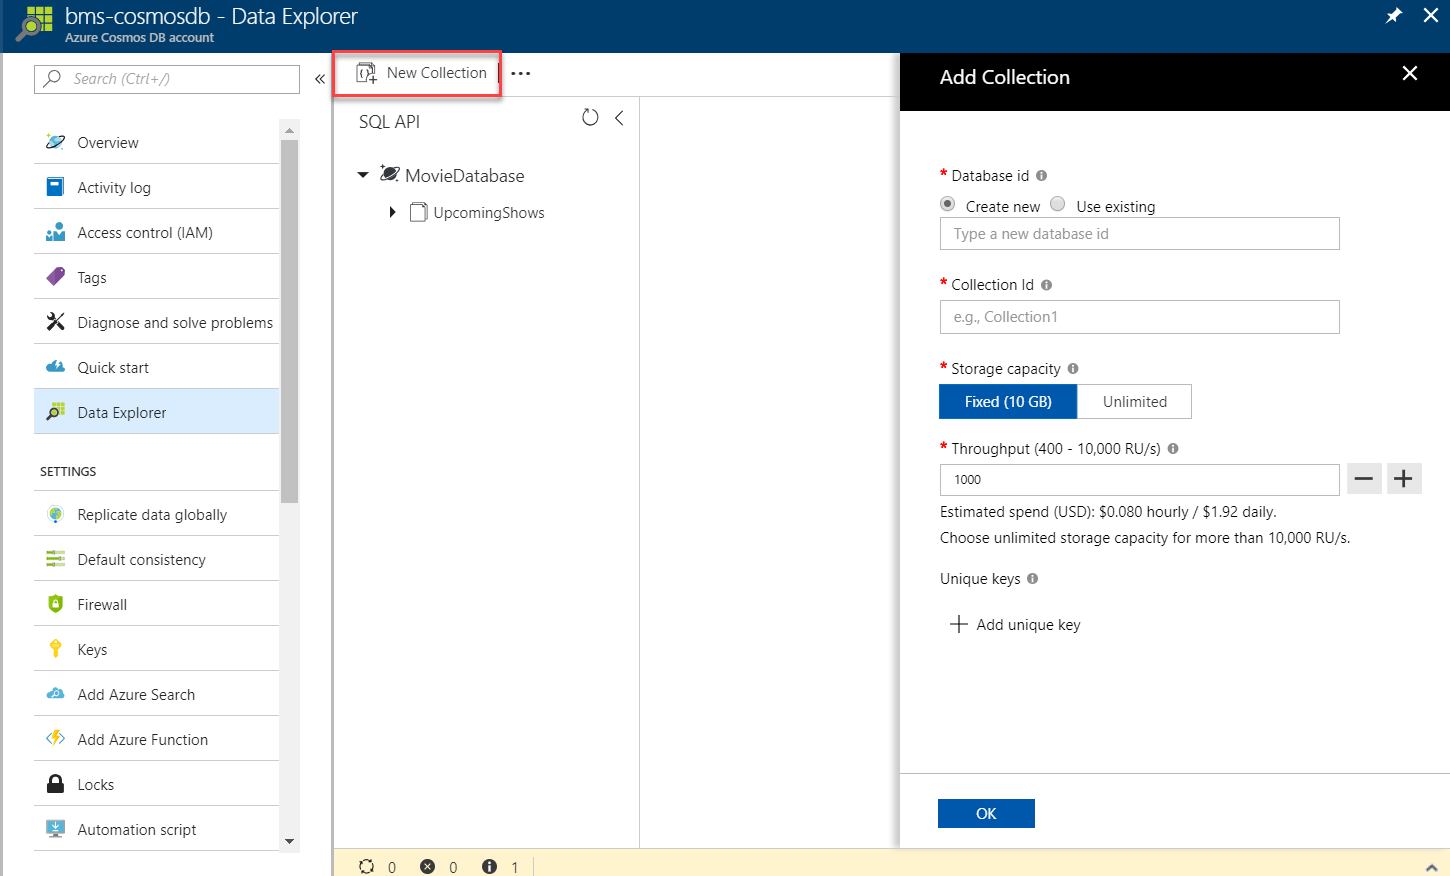 bms-cosmosdb - Data Explorer
Azure Cosmos DB account
Search (Ctrl+/)
«
Overview
Activity log
Access control (IAM)
Tags
Diagnose and solve problems
Quick start
Data Explorer
SETTINGS
Replicate data globally
Default consistency
Firewall
Keys
Add Azure Search
Add Azure Function
Locks
Automation script
New Collection
SQL API
MovieDatabase
UpcomingShows
Add Collection
* Database id
Create new Use existing
Type a new database id
* Collection Id
e.g., Collection1
* Storage capacity
Fixed (10 GB) Unlimited
* Throughput (400 - 10,000 RU/s)
1000
Estimated spend (USD): $0.080 hourly / $1.92 daily.
Choose unlimited storage capacity for more than 10,000 RU/s.
Unique keys
Add unique key
OK
0 0 1